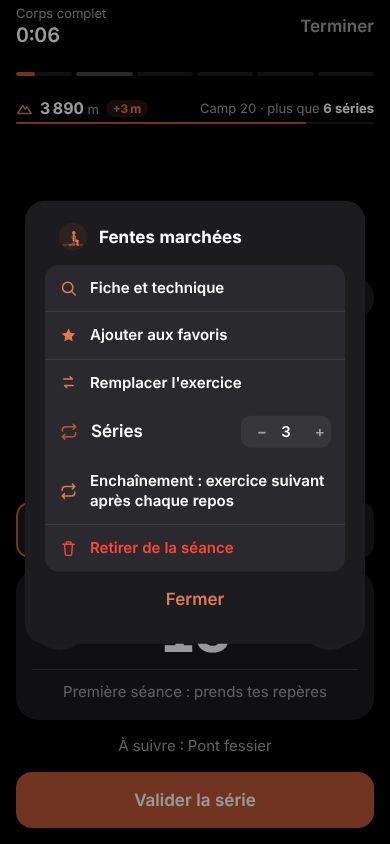 Corps complet
0:06
Terminer
3 890 m +3 m
Camp 20 · plus que 6 séries
Fentes marchées
Fiche et technique
Ajouter aux favoris
Remplacer l'exercice
Séries
− 3 +
Enchaînement : exercice suivant
après chaque repos
Retirer de la séance
Fermer
Première séance : prends tes repères
À suivre : Pont fessier
Valider la série